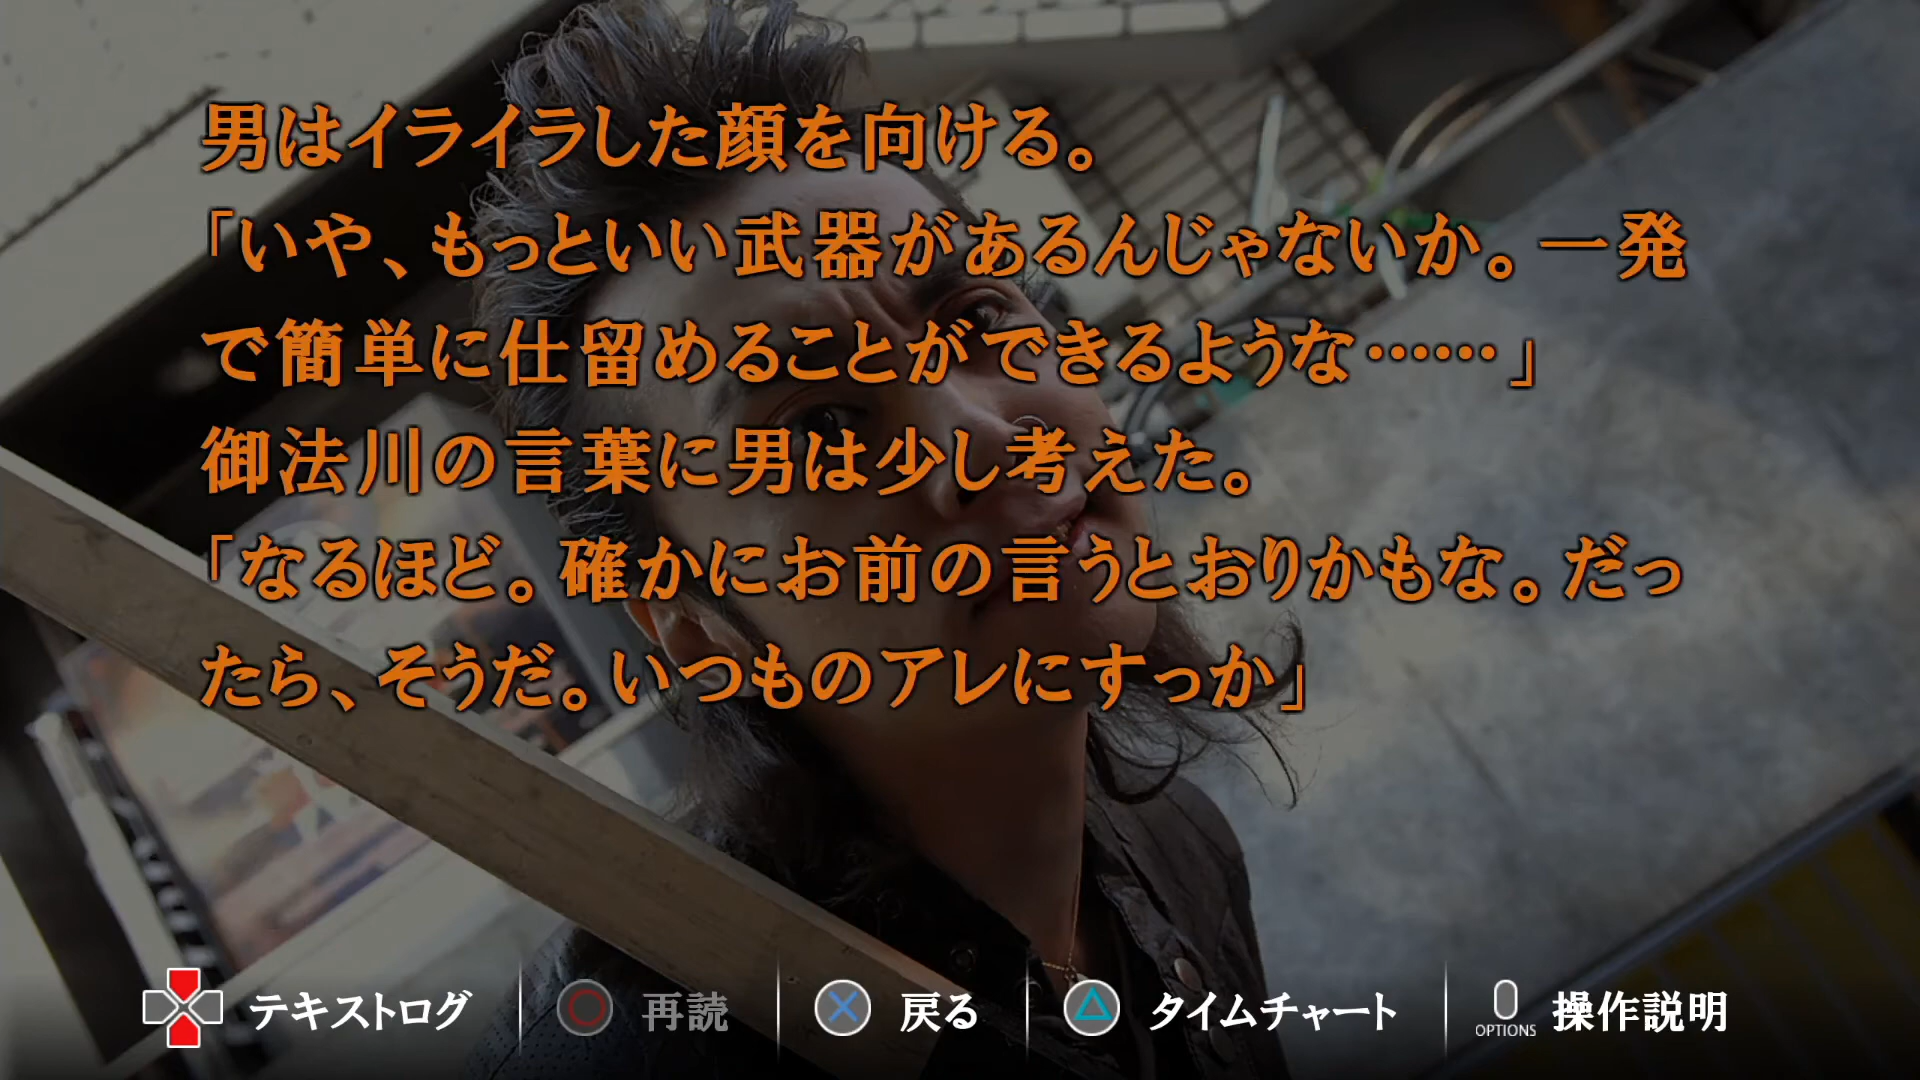 男はイライラした顔を向ける。
「いや、もっといい武器があるんじゃないか。一発
で簡単に仕留めることができるような……」
御法川の言葉に男は少し考えた。
「なるほど。確かにお前の言うとおりかもな。だっ
たら、そうだ。いつものアレにすっか」
テキストログ 再読 戻る タイムチャート OPTIONS 操作説明